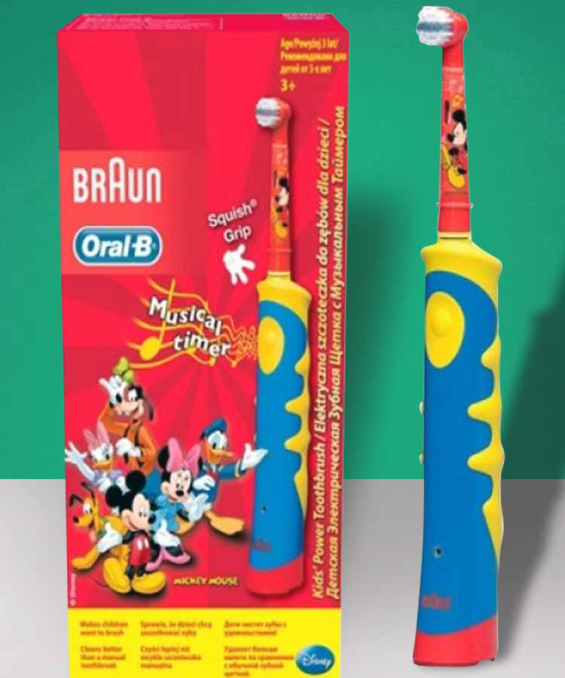 Age/Powyżej 3 lat/
Рекомендовано для
детей от 3-х лет
3+
BRAUN
Oral-B
Squish® Grip
Musical
timer
Kids' Power Toothbrush / Elektryczna szczoteczka do zębów dla dzieci /
Детская Электрическая Зубная Щетка с Музыкальным Таймером
MICKEY MOUSE
© Disney
Makes children
want to brush
Sprawia, że dzieci chcą
szczotkować zęby
Дети чистят зубы с
удовольствием!
Cleans better
than a manual
toothbrush
Czyści lepiej niż
zwykła szczoteczka
manualna
Удаляет больше
налета по сравнению
с обычной зубной
щеткой
Disney
BRAUN